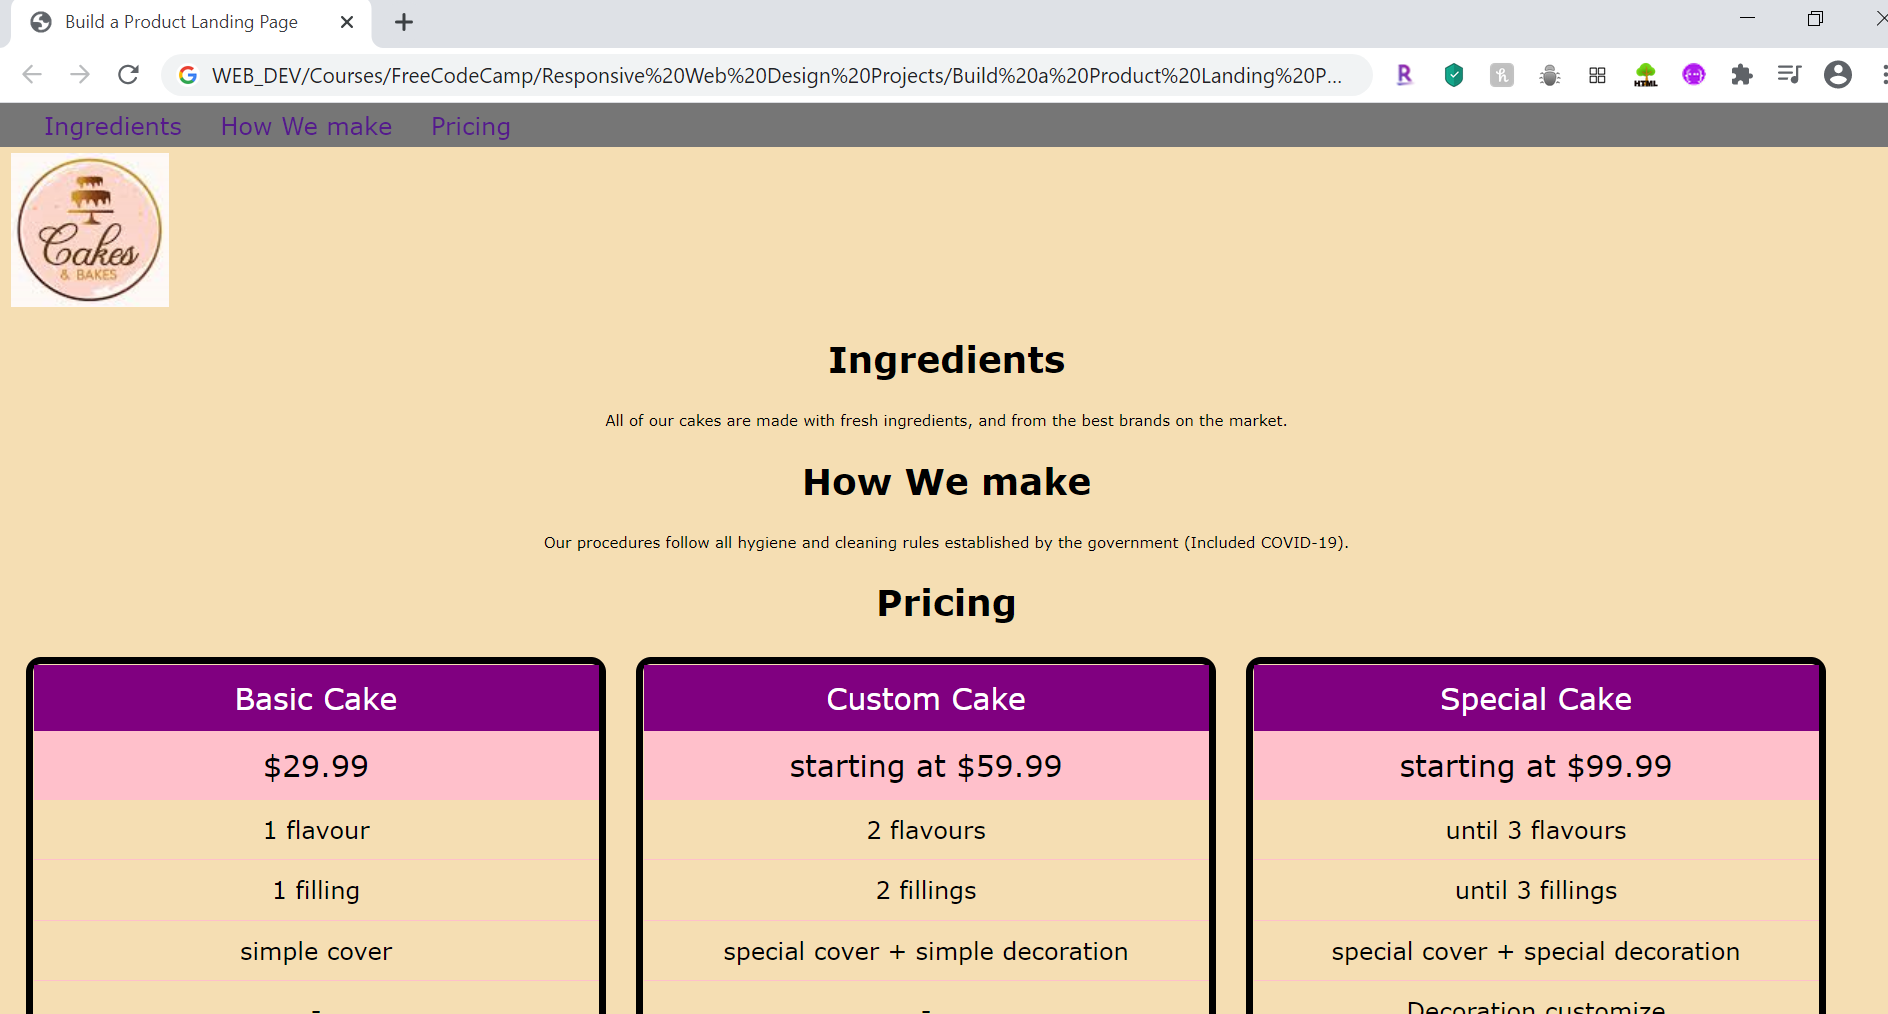 Build a Product Landing Page
WEB_DEV/Courses/FreeCodeCamp/Responsive%20Web%20Design%20Projects/Build%20a%20Product%20Landing%20P...
R
HTML
Ingredients How We make Pricing
Cakes
& BAKES
Ingredients
All of our cakes are made with fresh ingredients, and from the best brands on the market.
How We make
Our procedures follow all hygiene and cleaning rules established by the government (Included COVID-19).
Pricing
Basic Cake Custom Cake Special Cake
$29.99 starting at $59.99 starting at $99.99
1 flavour 2 flavours until 3 flavours
1 filling 2 fillings until 3 fillings
simple cover special cover + simple decoration special cover + special decoration
- - Decoration customize